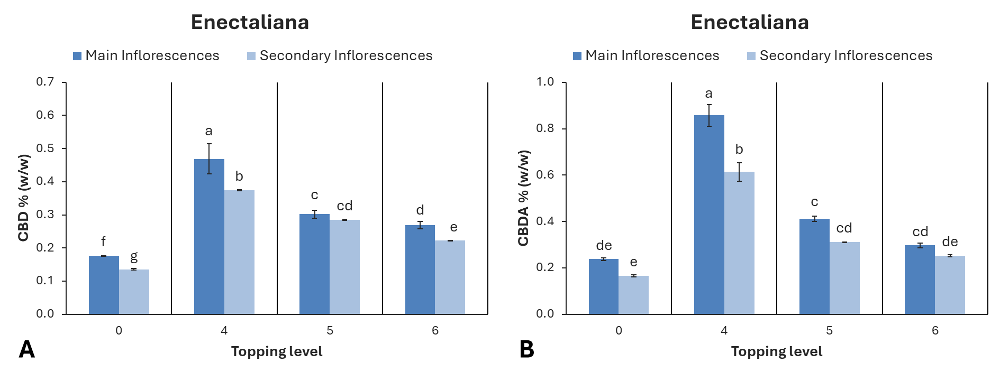 Enectaliana
Main Inflorescences Secondary Inflorescences
CBD % (w/w)
0.7
0.6
0.5
0.4
0.3
0.2
0.1
0.0
f
g
a
b
c
cd
d
e
0 4 5 6
Topping level
A
Enectaliana
Main Inflorescences Secondary Inflorescences
CBDA % (w/w)
1.0
0.8
0.6
0.4
0.2
0.0
de
e
a
b
c
cd
cd
de
0 4 5 6
Topping level
B